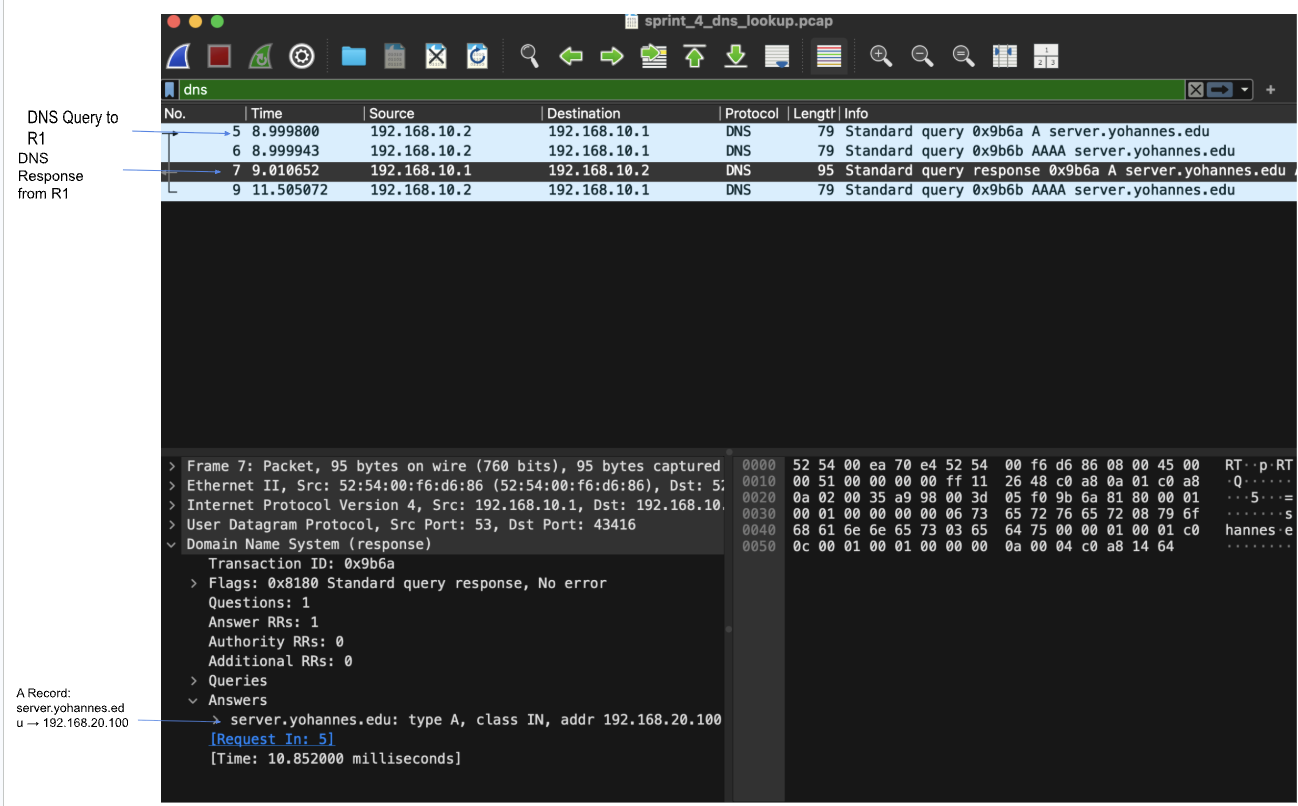 sprint_4_dns_lookup.pcap
dns
No. Time Source Destination Protocol Length Info
DNS Query to
R1
5 8.999800 192.168.10.2 192.168.10.1 DNS 79 Standard query 0x9b6a A server.yohannes.edu
6 8.999943 192.168.10.2 192.168.10.1 DNS 79 Standard query 0x9b6b AAAA server.yohannes.edu
DNS
Response
from R1
7 9.010652 192.168.10.1 192.168.10.2 DNS 95 Standard query response 0x9b6a A server.yohannes.edu A
9 11.505072 192.168.10.2 192.168.10.1 DNS 79 Standard query 0x9b6b AAAA server.yohannes.edu
Frame 7: Packet, 95 bytes on wire (760 bits), 95 bytes captured
Ethernet II, Src: 52:54:00:f6:d6:86 (52:54:00:f6:d6:86), Dst: 52
Internet Protocol Version 4, Src: 192.168.10.1, Dst: 192.168.10.
User Datagram Protocol, Src Port: 53, Dst Port: 43416
Domain Name System (response)
Transaction ID: 0x9b6a
Flags: 0x8180 Standard query response, No error
Questions: 1
Answer RRs: 1
Authority RRs: 0
Additional RRs: 0
Queries
Answers
server.yohannes.edu: type A, class IN, addr 192.168.20.100
[Request In: 5]
[Time: 10.852000 milliseconds]
A Record:
server.yohannes.ed
u → 192.168.20.100
0000 52 54 00 ea 70 e4 52 54 00 f6 d6 86 08 00 45 00 RT··p·RT
0010 00 51 00 00 00 00 ff 11 26 48 c0 a8 0a 01 c0 a8 ·Q······
0020 0a 02 00 35 a9 98 00 3d 05 f0 9b 6a 81 80 00 01 ···5···=
0030 00 01 00 00 00 00 06 73 65 72 76 65 72 08 79 6f ·······s
0040 68 61 6e 6e 65 73 03 65 64 75 00 00 01 00 01 c0 hannes·e
0050 0c 00 01 00 01 00 00 00 0a 00 04 c0 a8 14 64 ········